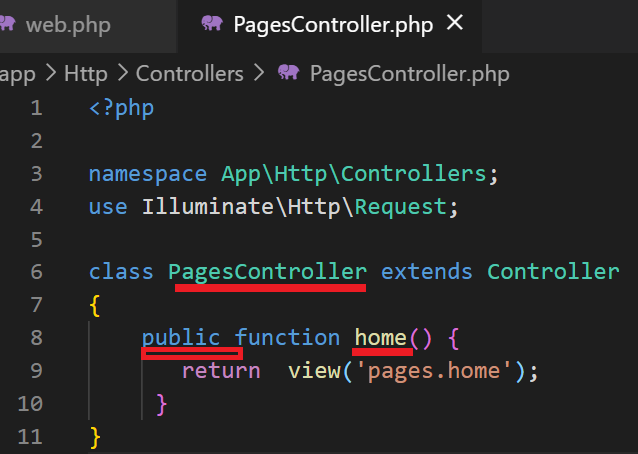 web.php PagesController.php ×
app > Http > Controllers > PagesController.php
1 <?php
2
3 namespace App\Http\Controllers;
4 use Illuminate\Http\Request;
5
6 class PagesController extends Controller
7 {
8     public function home() {
9        return  view('pages.home');
10      }
11 }